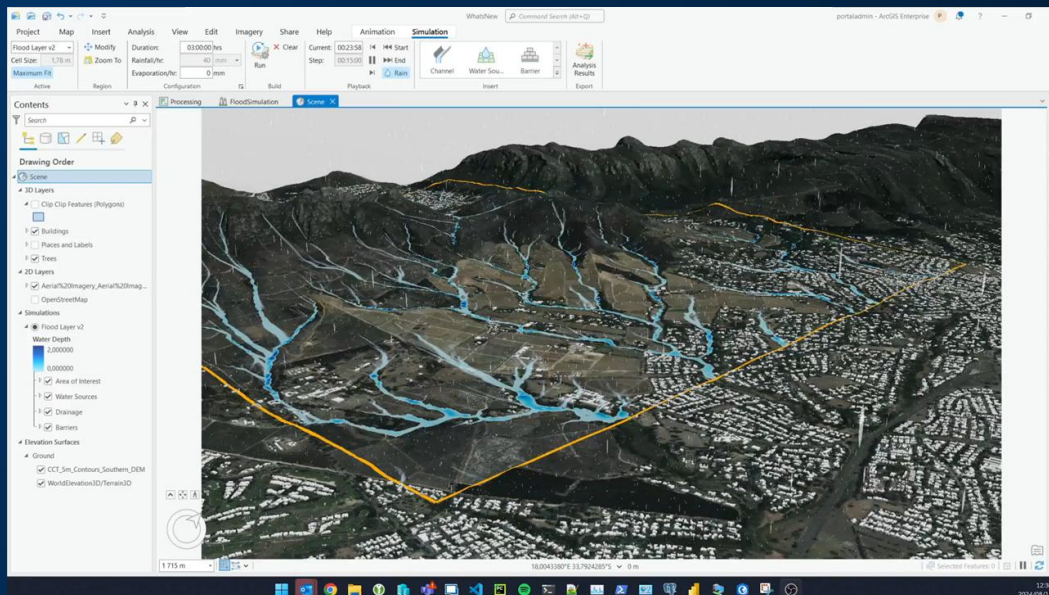 WhatsNew
Command Search (Alt+Q)
portaladmin - ArcGIS Enterprise
P
?
Project
Map
Insert
Analysis
View
Edit
Imagery
Share
Help
Animation
Simulation
Flood Layer v2
Modify
Duration:
03:00:00 hrs
Clear
Current:
00:23:58
Start
Cell Size:
1,78 m
Zoom To
Rainfall/hr:
40 mm
Step:
00:15:00
End
Maximum Fit
Evaporation/hr:
0 mm
Run
Rain
Channel
Water Sou...
Barrier
Analysis
Results
Active
Region
Configuration
Build
Playback
Insert
Export
Contents
Processing
FloodSimulation
Scene
Search
Drawing Order
Scene
3D Layers
Clip Clip Features (Polygons)
Buildings
Places and Labels
Trees
2D Layers
Aerial%20Imagery_Aerial%20Imag...
OpenStreetMap
Simulations
Flood Layer v2
Water Depth
2,000000
0,000000
Area of Interest
Water Sources
Drainage
Barriers
Elevation Surfaces
Ground
CCT_5m_Contours_Southern_DEM
WorldElevation3D/Terrain3D
1 715 m
18,0043380°E 33,7924285°S
0 m
Selected Features: 0